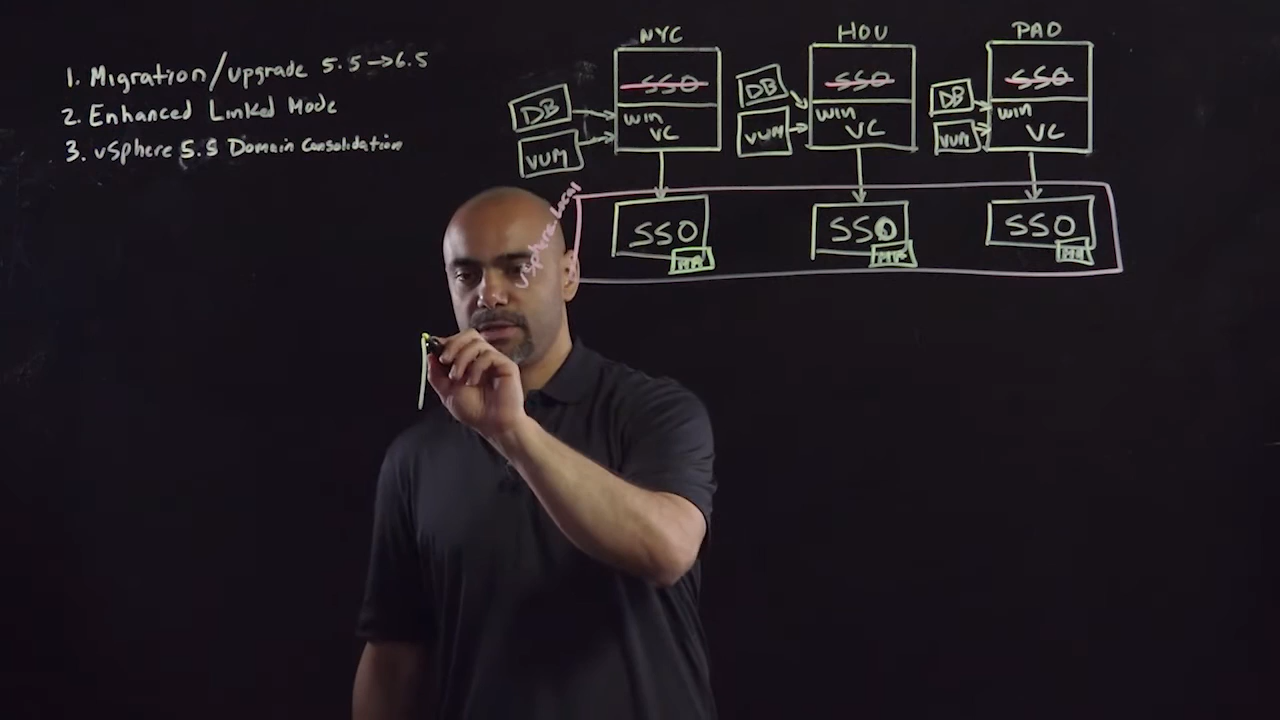 1. Migration/upgrade 5.5→6.5
2. Enhanced Linked Mode
3. vSphere 5.5 Domain Consolidation
NYC
SSO
DB
VUM
WIN
VC
HOU
SSO
DB
VUM
WIN
VC
PAO
SSO
DB
VUM
WIN
VC
vsphere.local
SSO
SSO
SSO